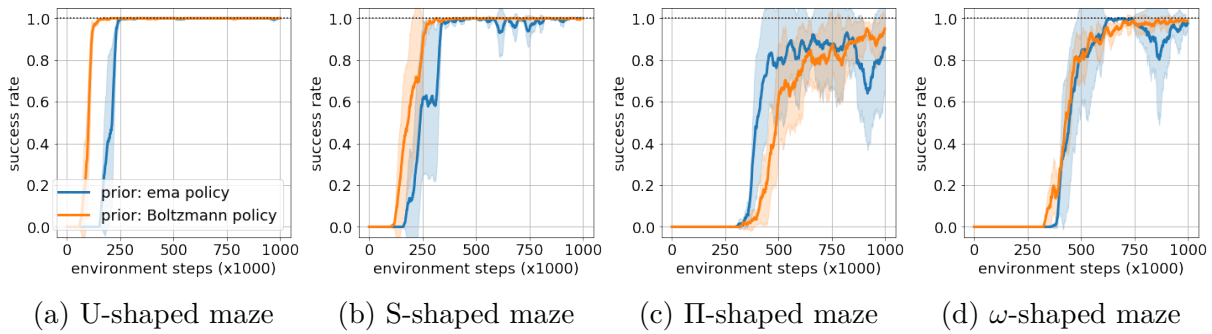 success rate
1.0
0.8
0.6
0.4
0.2
0.0
prior: ema policy
prior: Boltzmann policy
0 250 500 750 1000
environment steps (x1000)
(a) U-shaped maze
success rate
1.0
0.8
0.6
0.4
0.2
0.0
0 250 500 750 1000
environment steps (x1000)
(b) S-shaped maze
success rate
1.0
0.8
0.6
0.4
0.2
0.0
0 250 500 750 1000
environment steps (x1000)
(c) Π-shaped maze
success rate
1.0
0.8
0.6
0.4
0.2
0.0
0 250 500 750 1000
environment steps (x1000)
(d) ω-shaped maze